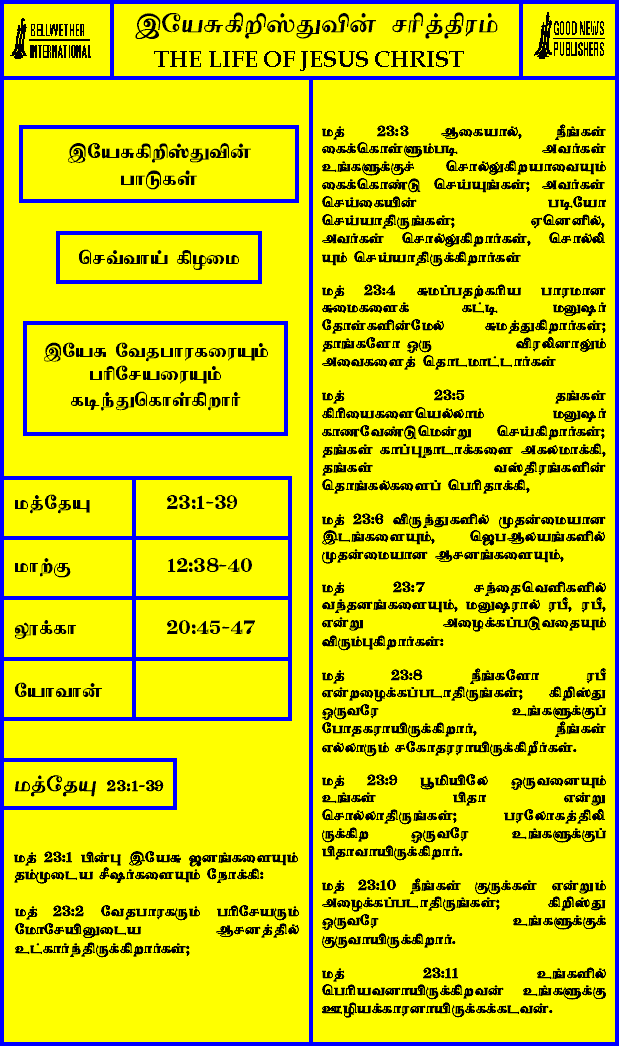 BELLWETHER
INTERNATIONAL
இயேசுகிறிஸ்துவின் சரித்திரம்
THE LIFE OF JESUS CHRIST
GOOD NEWS
PUBLISHERS
இயேசுகிறிஸ்துவின்
பாடுகள்
செவ்வாய் கிழமை
இயேசு வேதபாரகரையும்
பரிசேயரையும்
கடிந்துகொள்கிறார்
மத்தேயு 23:1-39
மாற்கு 12:38-40
லூக்கா 20:45-47
யோவான்
மத்தேயு 23:1-39
மத் 23:1 பின்பு இயேசு ஜனங்களையும்
தம்முடைய சீஷர்களையும் நோக்கி:
மத் 23:2 வேதபாரகரும் பரிசேயரும்
மோசேயினுடைய ஆசனத்தில்
உட்கார்ந்திருக்கிறார்கள்;
மத் 23:3 ஆகையால், நீங்கள்
கைக்கொள்ளும்படி அவர்கள்
உங்களுக்குச் சொல்லுகிறயாவையும்
கைக்கொண்டு செய்யுங்கள்; அவர்கள்
செய்கையின் படியோ
செய்யாதிருங்கள்; ஏனெனில்,
அவர்கள் சொல்லுகிறார்கள், சொல்லி
யும் செய்யாதிருக்கிறார்கள்
மத் 23:4 சுமப்பதற்கரிய பாரமான
சுமைகளைக் கட்டி மனுஷர்
தோள்களின்மேல் சுமத்துகிறார்கள்;
தாங்களோ ஒரு விரலினாலும்
அவைகளைத் தொடமாட்டார்கள்
மத் 23:5 தங்கள்
கிரியைகளையெல்லாம் மனுஷர்
காணவேண்டுமென்று செய்கிறார்கள்;
தங்கள் காப்புநாடாக்களை அகலமாக்கி,
தங்கள் வஸ்திரங்களின்
தொங்கல்களைப் பெரிதாக்கி,
மத் 23:6 விருந்துகளில் முதன்மையான
இடங்களையும், ஜெபஆலயங்களில்
முதன்மையான ஆசனங்களையும்,
மத் 23:7 சந்தைவெளிகளில்
வந்தனங்களையும், மனுஷரால் ரபீ, ரபீ,
என்று அழைக்கப்படுவதையும்
விரும்புகிறார்கள்:
மத் 23:8 நீங்களோ ரபீ
என்றழைக்கப்படாதிருங்கள்; கிறிஸ்து
ஒருவரே உங்களுக்குப்
போதகராயிருக்கிறார், நீங்கள்
எல்லாரும் சகோதரராயிருக்கிறீர்கள்.
மத் 23:9 பூமியிலே ஒருவனையும்
உங்கள் பிதா என்று
சொல்லாதிருங்கள்; பரலோகத்திலி
ருக்கிற ஒருவரே உங்களுக்குப்
பிதாவாயிருக்கிறார்.
மத் 23:10 நீங்கள் குருக்கள் என்றும்
அழைக்கப்படாதிருங்கள்; கிறிஸ்து
ஒருவரே உங்களுக்குக்
குருவாயிருக்கிறார்.
மத் 23:11 உங்களில்
பெரியவனாயிருக்கிறவன் உங்களுக்கு
ஊழியக்காரனாயிருக்கக்கடவன்.